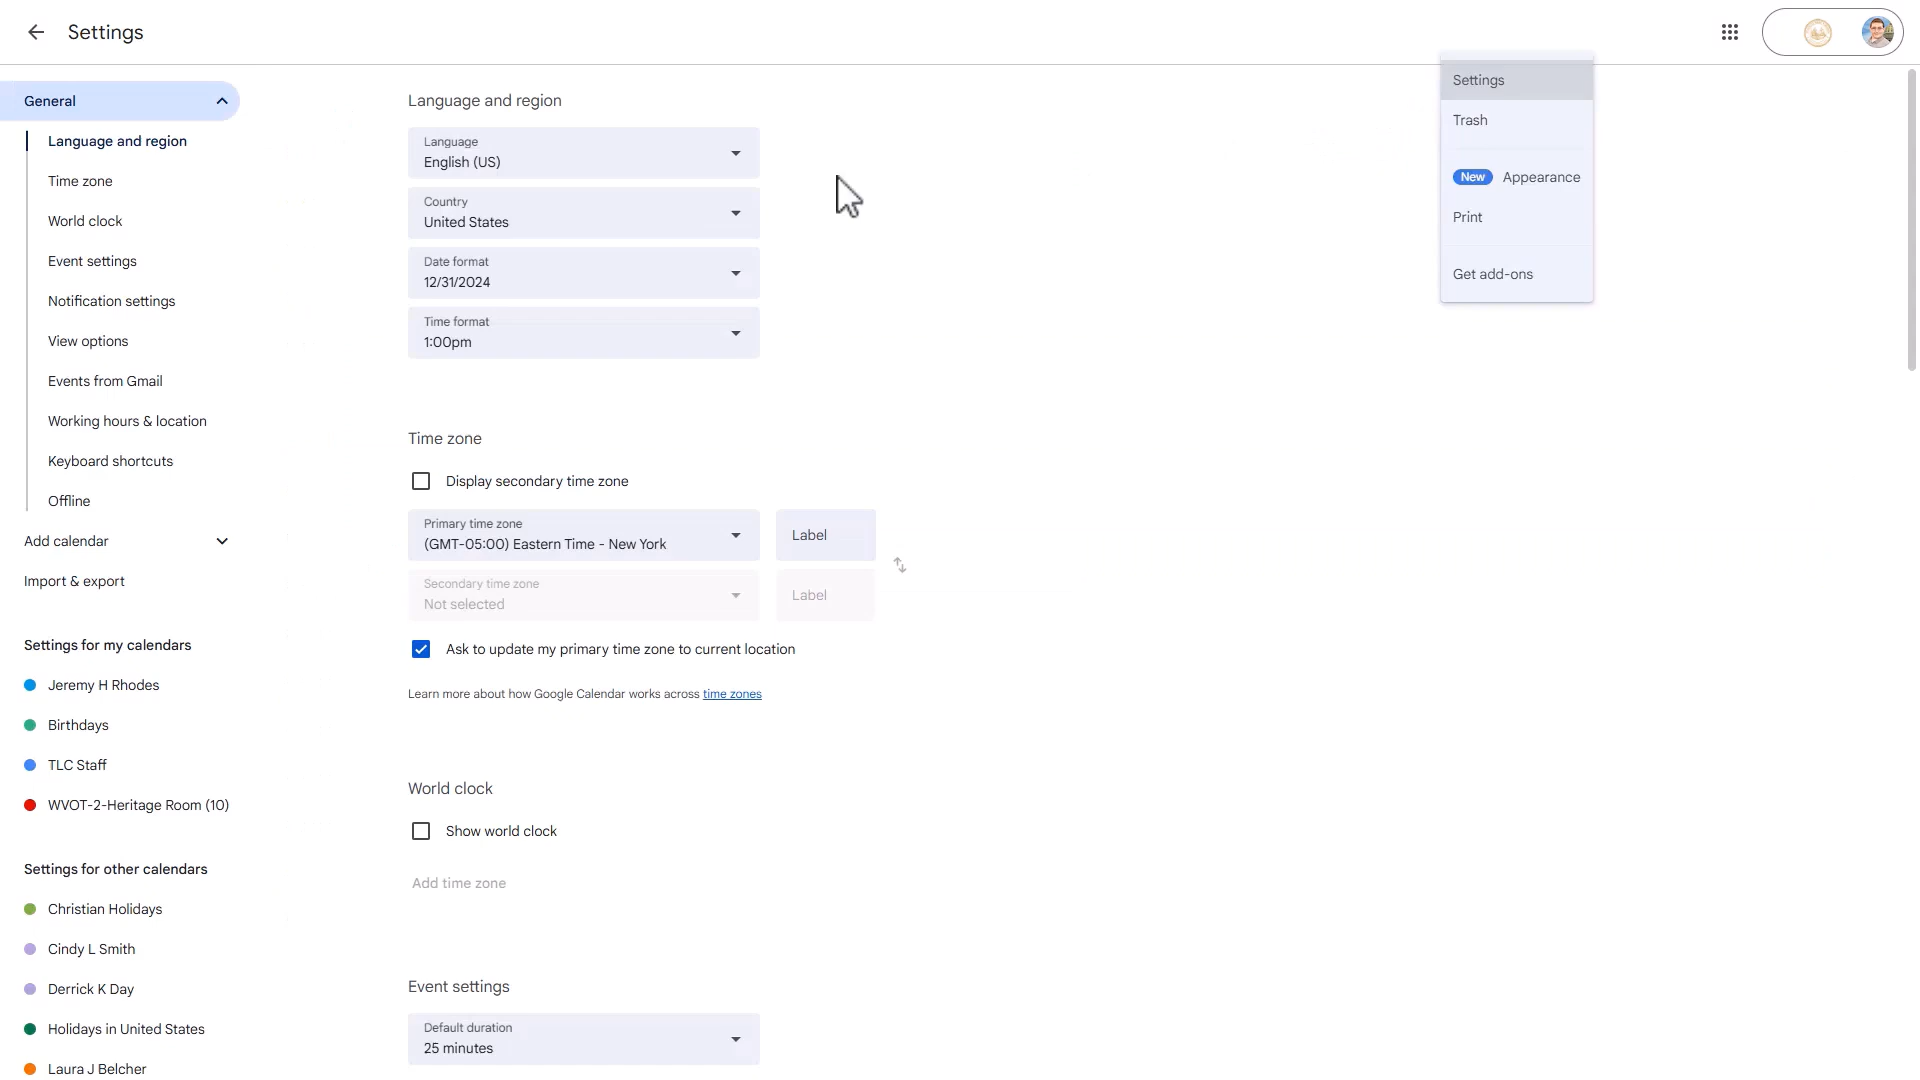 Settings
General
Language and region
Time zone
World clock
Event settings
Notification settings
View options
Events from Gmail
Working hours & location
Keyboard shortcuts
Offline
Add calendar
Import & export
Settings for my calendars
Jeremy H Rhodes
Birthdays
TLC Staff
WVOT-2-Heritage Room (10)
Settings for other calendars
Christian Holidays
Cindy L Smith
Derrick K Day
Holidays in United States
Laura J Belcher
Language and region
Language
English (US)
Country
United States
Date format
12/31/2024
Time format
1:00pm
Time zone
Display secondary time zone
Primary time zone
(GMT-05:00) Eastern Time - New York
Label
Secondary time zone
Not selected
Label
Ask to update my primary time zone to current location
Learn more about how Google Calendar works across time zones
World clock
Show world clock
Add time zone
Event settings
Default duration
25 minutes
Settings
Trash
New Appearance
Print
Get add-ons